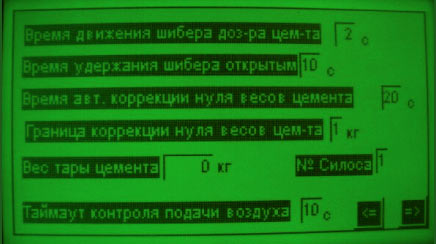 Время движения шибера доз-ра цем-та 2 с
Время удержания шибера открытым 10 с
Время авт. коррекции нуля весов цемента 20 с
Граница коррекции нуля весов цем-та 1 кг
Вес тары цемента 0 кг № Силоса 1
Таймаут контроля подачи воздуха 10 с <= =>